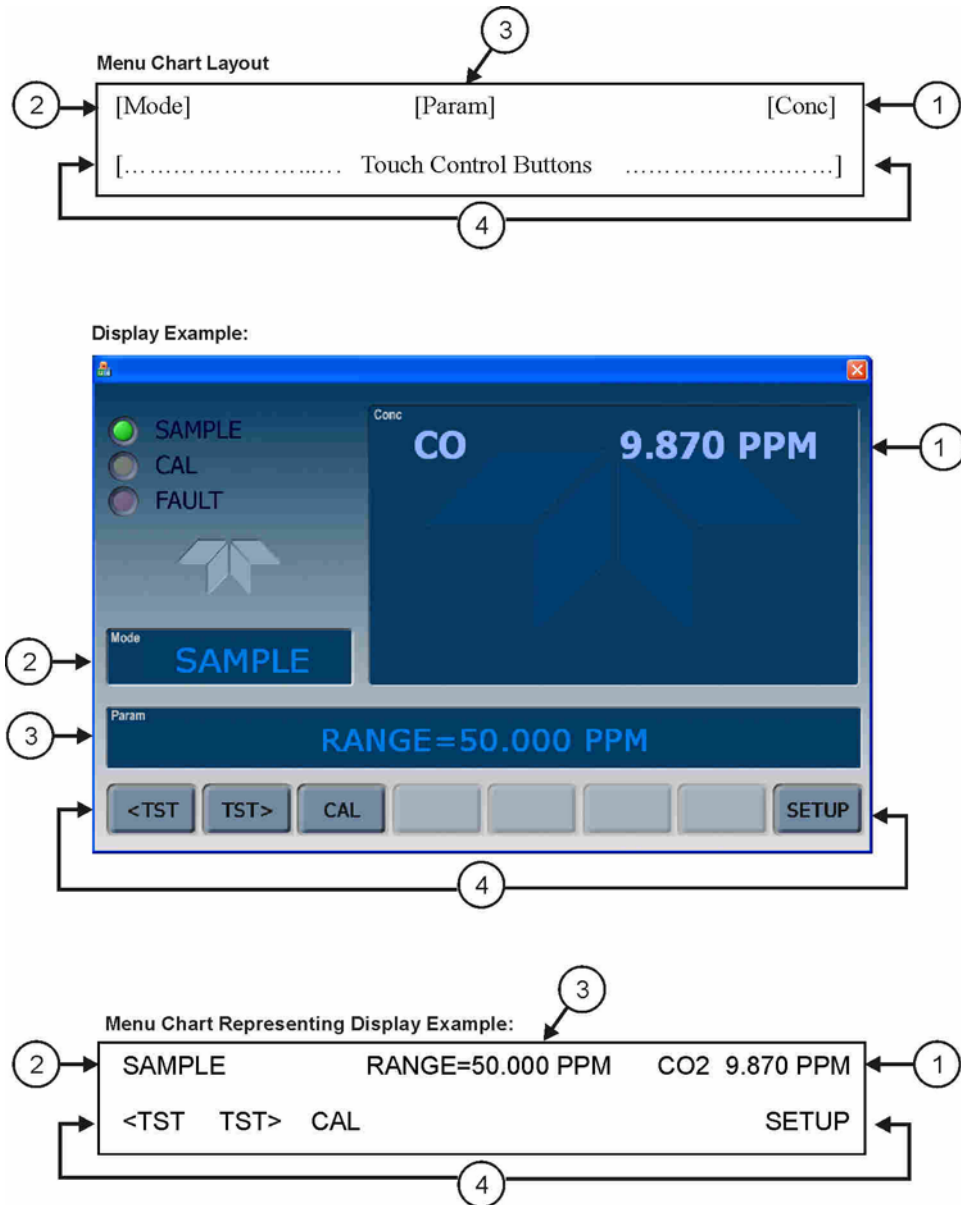 3
Menu Chart Layout
2 [Mode] [Param] [Conc] 1
[………………….... Touch Control Buttons ………………………]
4
Display Example:
SAMPLE
CAL
FAULT
Conc
CO 9.870 PPM 1
Mode
2 SAMPLE
Param
3 RANGE=50.000 PPM
<TST TST> CAL SETUP
4
3
Menu Chart Representing Display Example:
2 SAMPLE RANGE=50.000 PPM CO2 9.870 PPM 1
<TST TST> CAL SETUP
4